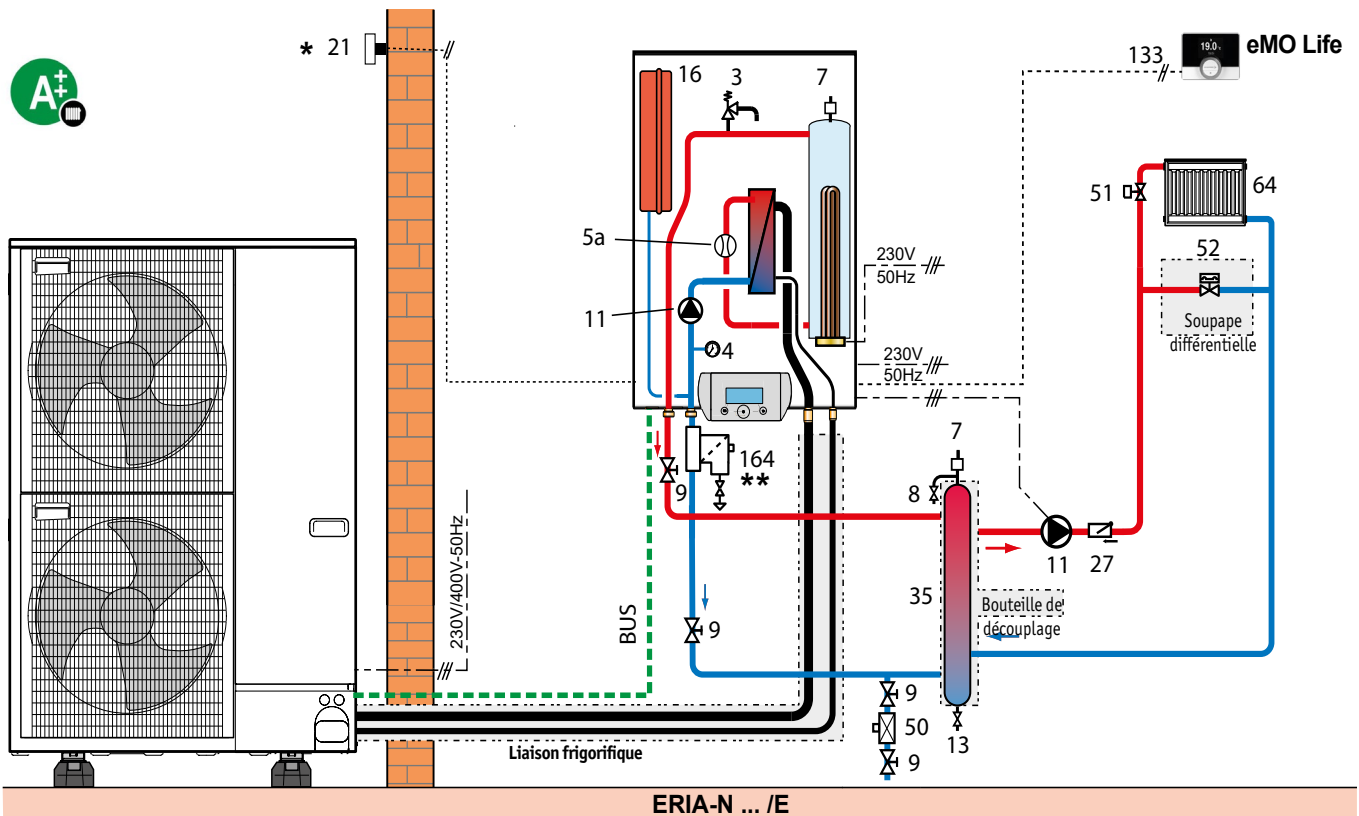 * 21
16
3
7
133
19.0
eMO Life
A++
51
64
5a
52
230V
50Hz
Soupape
différentielle
11
4
230V
50Hz
7
164
**
9
8
230V/400V-50Hz
BUS
11
27
35
Bouteille de
découplage
9
9
50
13
9
Liaison frigorifique
ERIA-N ... /E